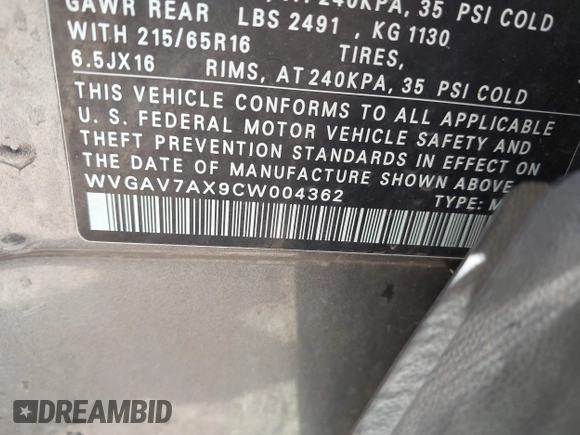 GAWR REAR LBS 2491 , KG 1130
WITH 215/65R16 TIRES,
6.5JX16 RIMS, AT 240KPA, 35 PSI COLD
THIS VEHICLE CONFORMS TO ALL APPLICABLE
U. S. FEDERAL MOTOR VEHICLE SAFETY AND
THEFT PREVENTION STANDARDS IN EFFECT ON
THE DATE OF MANUFACTURE SHOWN ABOVE
WVGAV7AX9CW004362 TYPE: M
DREAMBID